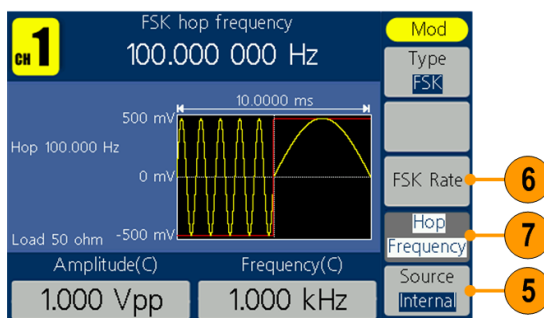 CH 1
FSK hop frequency
100.000 000 Hz
Mod
Type
FSK
10.0000 ms
500 mV
Hop 100.000 Hz
0 mV
FSK Rate
6
Hop
Frequency
7
Load 50 ohm
-500 mV
Amplitude(C)
Frequency(C)
Source
Internal
5
1.000 Vpp
1.000 kHz